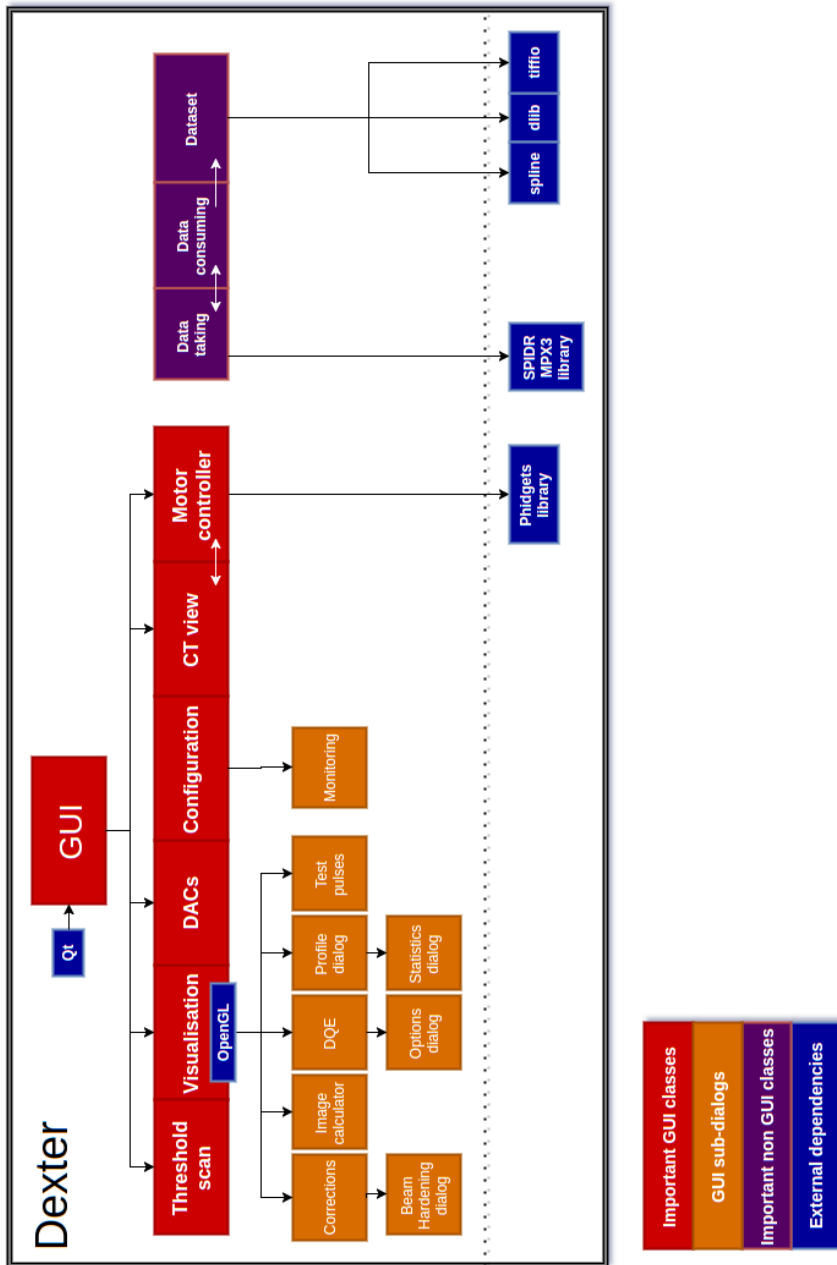 Dexter
Qt
GUI
Threshold
scan
Visualisation
DACs
Configuration
CT view
Motor
controller
Data
taking
Data
consuming
Dataset
OpenGL
Corrections
Image
calculator
DQE
Profile
dialog
Test
pulses
Monitoring
Beam
Hardening
dialog
Options
dialog
Statistics
dialog
Phidgets
library
SPIDR
MPX3
library
spline
dlib
tiffio
Important GUI classes
GUI sub-dialogs
Important non GUI classes
External dependencies